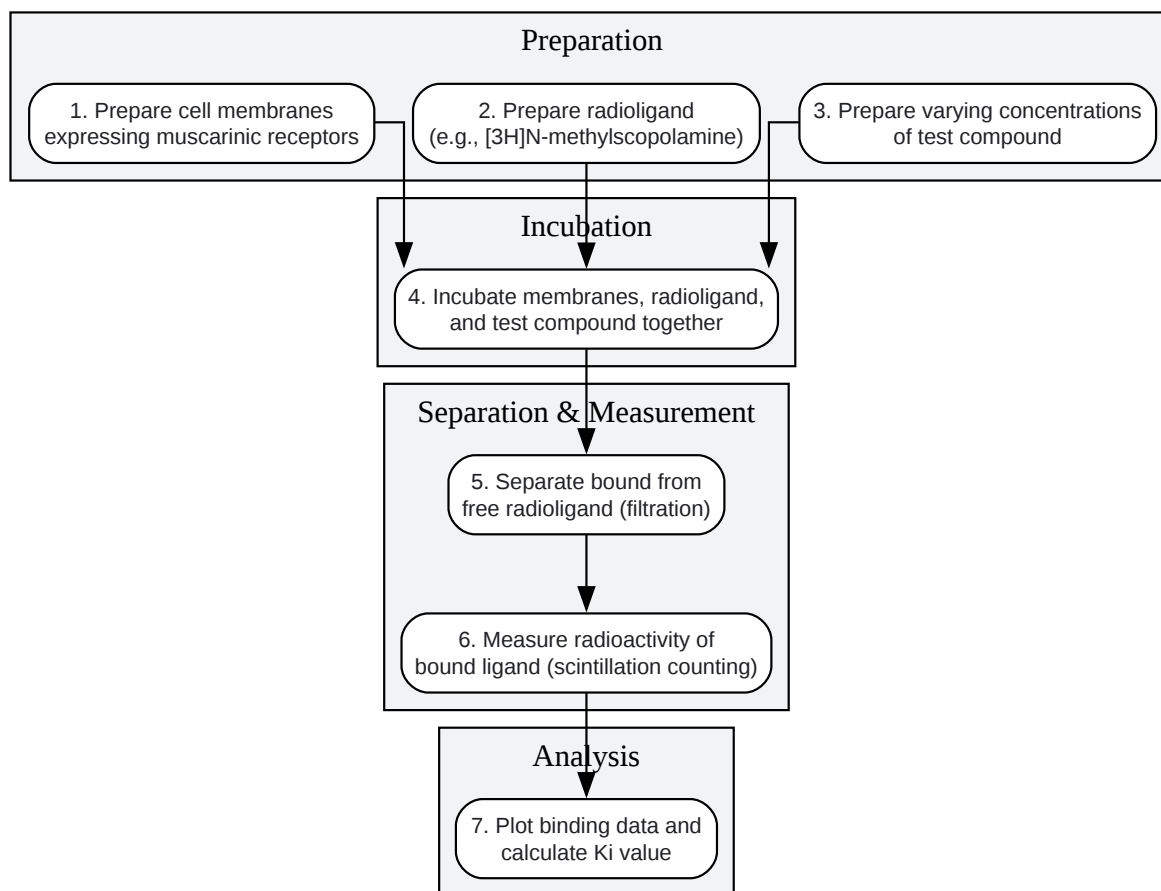 Preparation
1. Prepare cell membranes
expressing muscarinic receptors
2. Prepare radioligand
(e.g., [3H]N-methylscopolamine)
3. Prepare varying concentrations
of test compound
Incubation
4. Incubate membranes, radioligand,
and test compound together
Separation & Measurement
5. Separate bound from
free radioligand (filtration)
6. Measure radioactivity of
bound ligand (scintillation counting)
Analysis
7. Plot binding data and
calculate Ki value